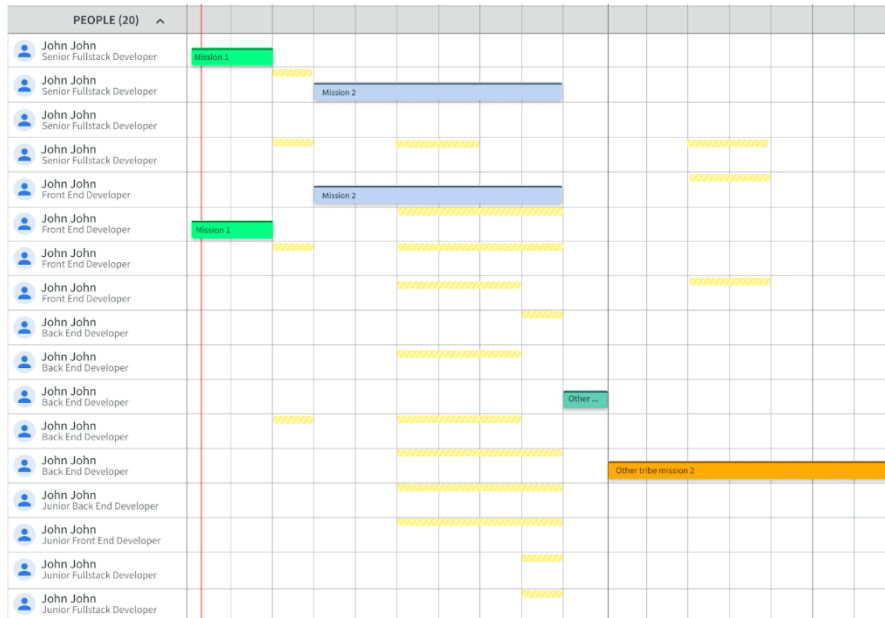 PEOPLE (20)
John John
Senior Fullstack Developer
Mission 1
John John
Senior Fullstack Developer
Mission 2
John John
Senior Fullstack Developer
John John
Senior Fullstack Developer
John John
Front End Developer
Mission 2
John John
Front End Developer
Mission 1
John John
Front End Developer
John John
Front End Developer
John John
Back End Developer
John John
Back End Developer
John John
Back End Developer
Other ...
John John
Back End Developer
John John
Back End Developer
Other tribe mission 2
John John
Junior Back End Developer
John John
Junior Front End Developer
John John
Junior Fullstack Developer
John John
Junior Fullstack Developer